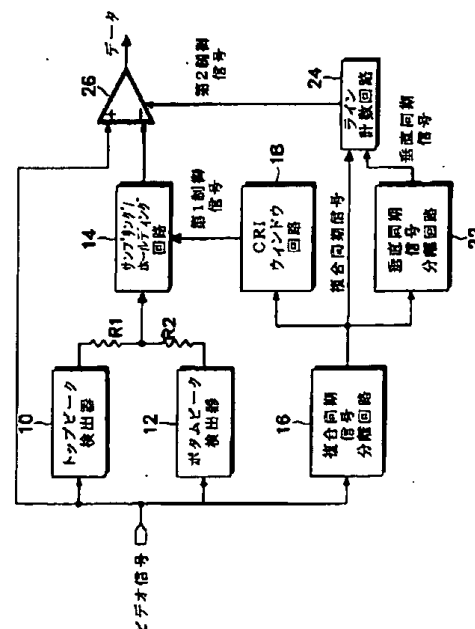 ビデオ信号
10
トップピーク
検出器
12
ボタムピーク
検出器
R1
R2
14
サンプリング/
ホールディング
回路
第1制御
信号
18
CRI
ウィンドウ
回路
16
複合同期
信号
分離回路
複合同期信号
垂直同期
信号
分離回路
22
垂直同期
信号
24
ライン
計数回路
第2制御
信号
26
+
データ